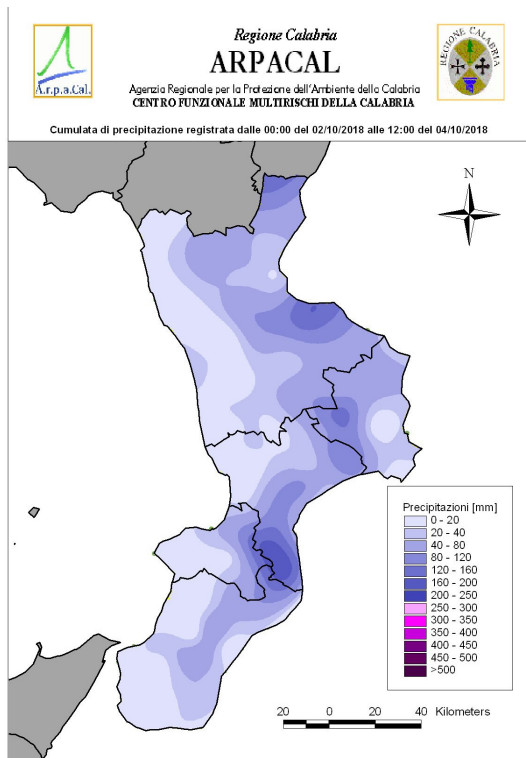 Regione Calabria
ARPACAL
Agenzia Regionale per la Protezione dell'Ambiente della Calabria
CENTRO FUNZIONALE MULTIRISCHI DELLA CALABRIA
A.r.p.a.Cal.
REGIONE CALABRIA
Cumulata di precipitazione registrata dalle 00:00 del 02/10/2018 alle 12:00 del 04/10/2018
N
Precipitazioni [mm]
0 - 20
20 - 40
40 - 80
80 - 120
120 - 160
160 - 200
200 - 250
250 - 300
300 - 350
350 - 400
400 - 450
450 - 500
>500
20 0 20 40 Kilometers